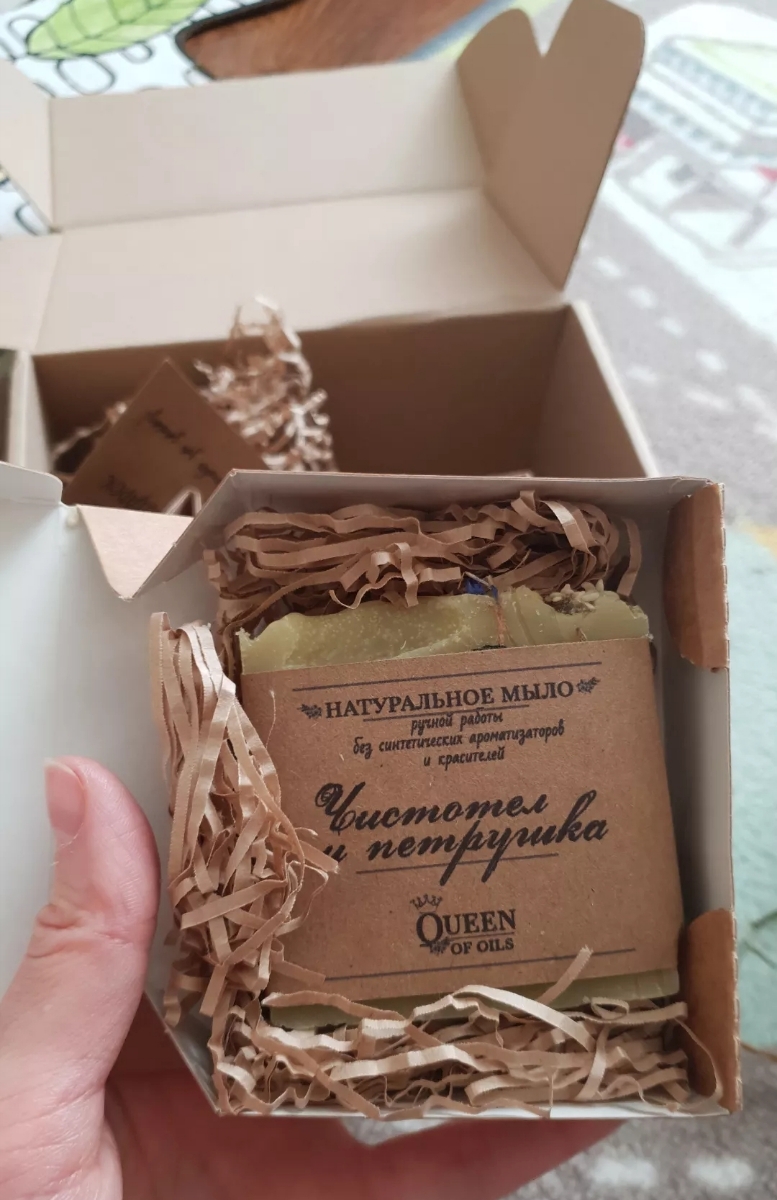 НАТУРАЛЬНОЕ МЫЛО
ручной работы
без синтетических ароматизаторов
и красителей
Чистотел
и петрушка
QUEEN
OF OILS